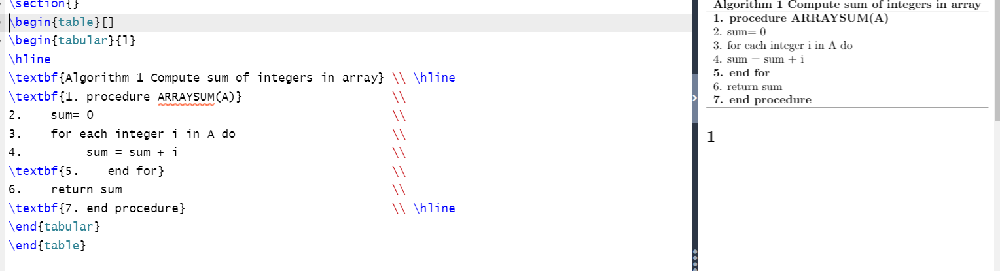 \section{}
\begin{table}[]
\begin{tabular}{l}
\hline
\textbf{Algorithm 1 Compute sum of integers in array} \\ \hline
\textbf{1. procedure ARRAYSUM(A)} \\
2. sum= 0 \\
3. for each integer i in A do \\
4. sum = sum + i \\
\textbf{5. end for} \\
6. return sum \\
\textbf{7. end procedure} \\ \hline
\end{tabular}
\end{table}
Algorithm 1 Compute sum of integers in array
1. procedure ARRAYSUM(A)
2. sum= 0
3. for each integer i in A do
4. sum = sum + i
5. end for
6. return sum
7. end procedure
1